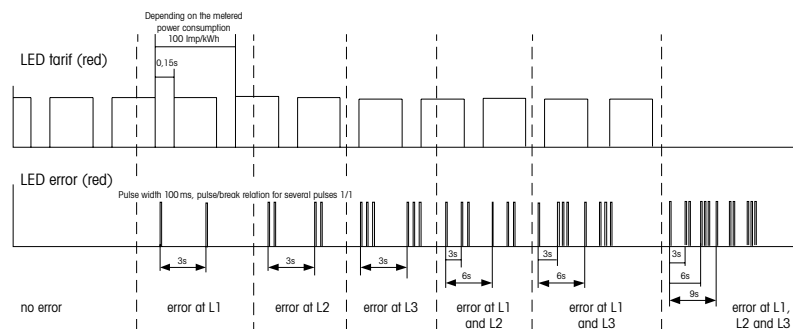 Depending on the metered
power consumption
100 Imp/kWh
LED tarif (red)
0,15s
LED error (red)
Pulse width 100 ms, pulse/break relation for several pulses 1/1
3s
3s
3s
3s
6s
3s
6s
3s
6s
9s
no error
error at L1
error at L2
error at L3
error at L1
and L2
error at L1
and L3
error at L1,
L2 and L3